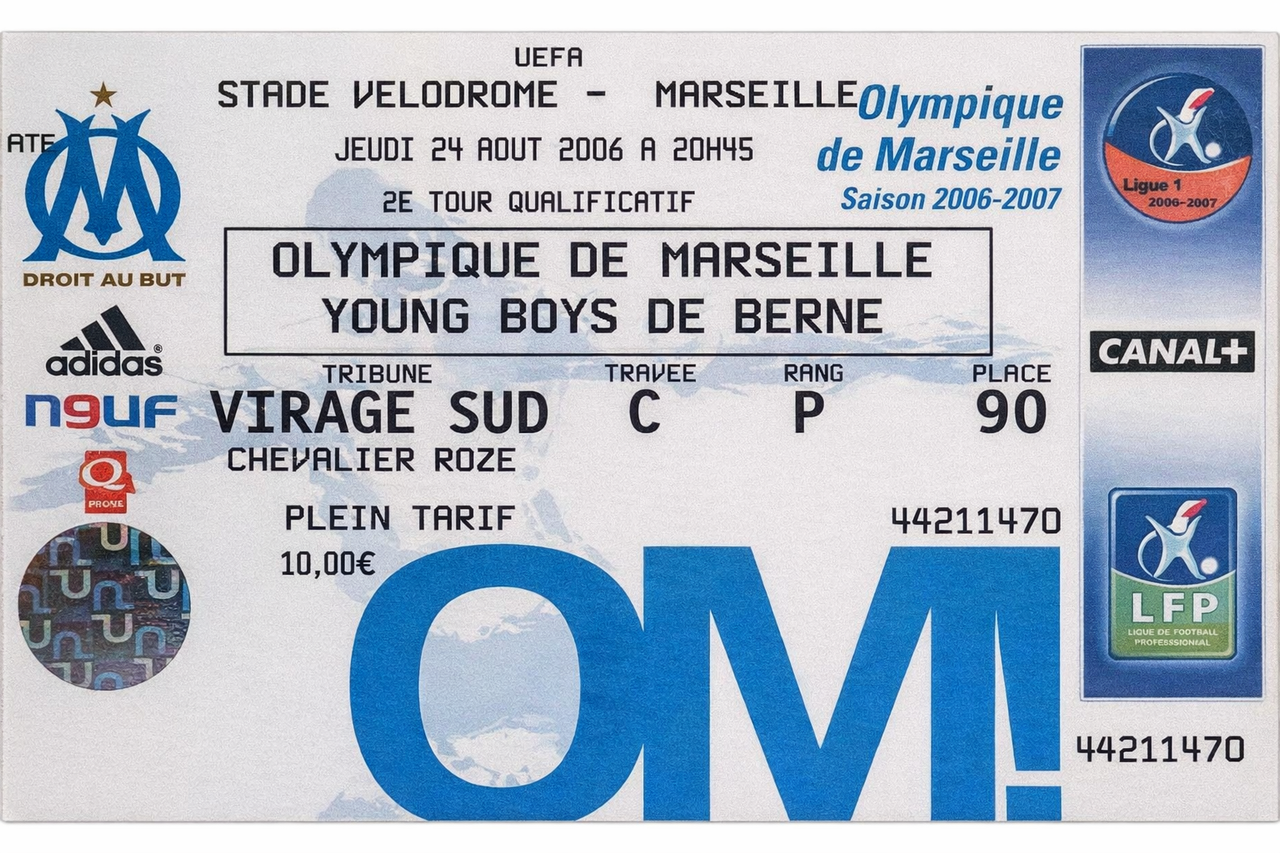 UEFA
STADE VELODROME - MARSEILLE
Olympique
de Marseille
Saison 2006-2007
ATE
JEUDI 24 AOUT 2006 A 20H45
2E TOUR QUALIFICATIF
DROIT AU BUT
OLYMPIQUE DE MARSEILLE
YOUNG BOYS DE BERNE
adidas
n9uf
Q
PRONE
TRIBUNE TRAVEE RANG PLACE
VIRAGE SUD C P 90
CHEVALIER ROZE
PLEIN TARIF 44211470
10,00€
OM!
Ligue 1
2006-2007
CANAL+
LFP
LIGUE DE FOOTBALL
PROFESSSIONAL
44211470